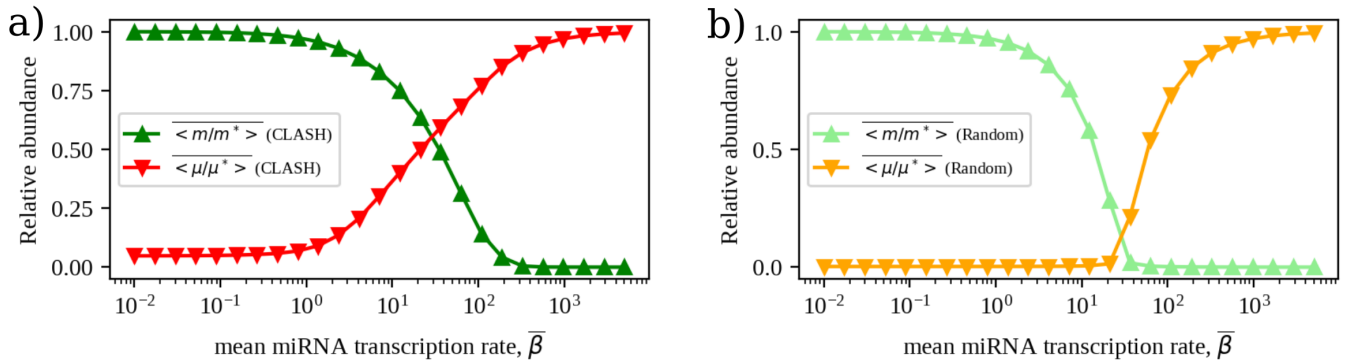 a)
Relative abundance
1.00
0.75
0.50
0.25
0.00
<m/m*> (CLASH)
<μ/μ*> (CLASH)
10⁻² 10⁻¹ 10⁰ 10¹ 10² 10³
mean miRNA transcription rate, β̅
b)
Relative abundance
1.0
0.5
0.0
<m/m*> (Random)
<μ/μ*> (Random)
10⁻² 10⁻¹ 10⁰ 10¹ 10² 10³
mean miRNA transcription rate, β̅